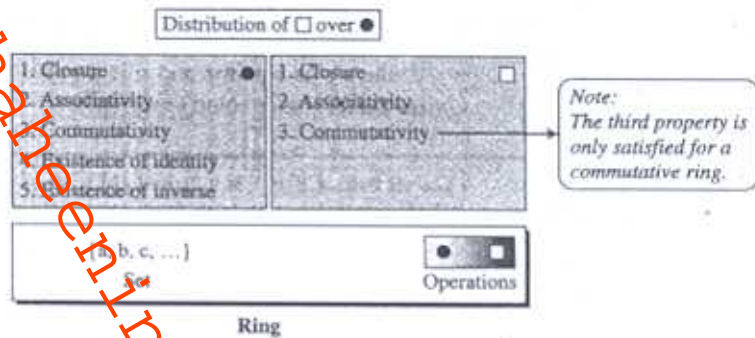 Distribution of □ over ●
1. Closure ●
2. Associativity
3. Commutativity
4. Existence of identity
5. Existence of inverse
1. Closure □
2. Associativity
3. Commutativity
Note:
The third property is
only satisfied for a
commutative ring.
{a, b, c, …}
Set
● □
Operations
Ring